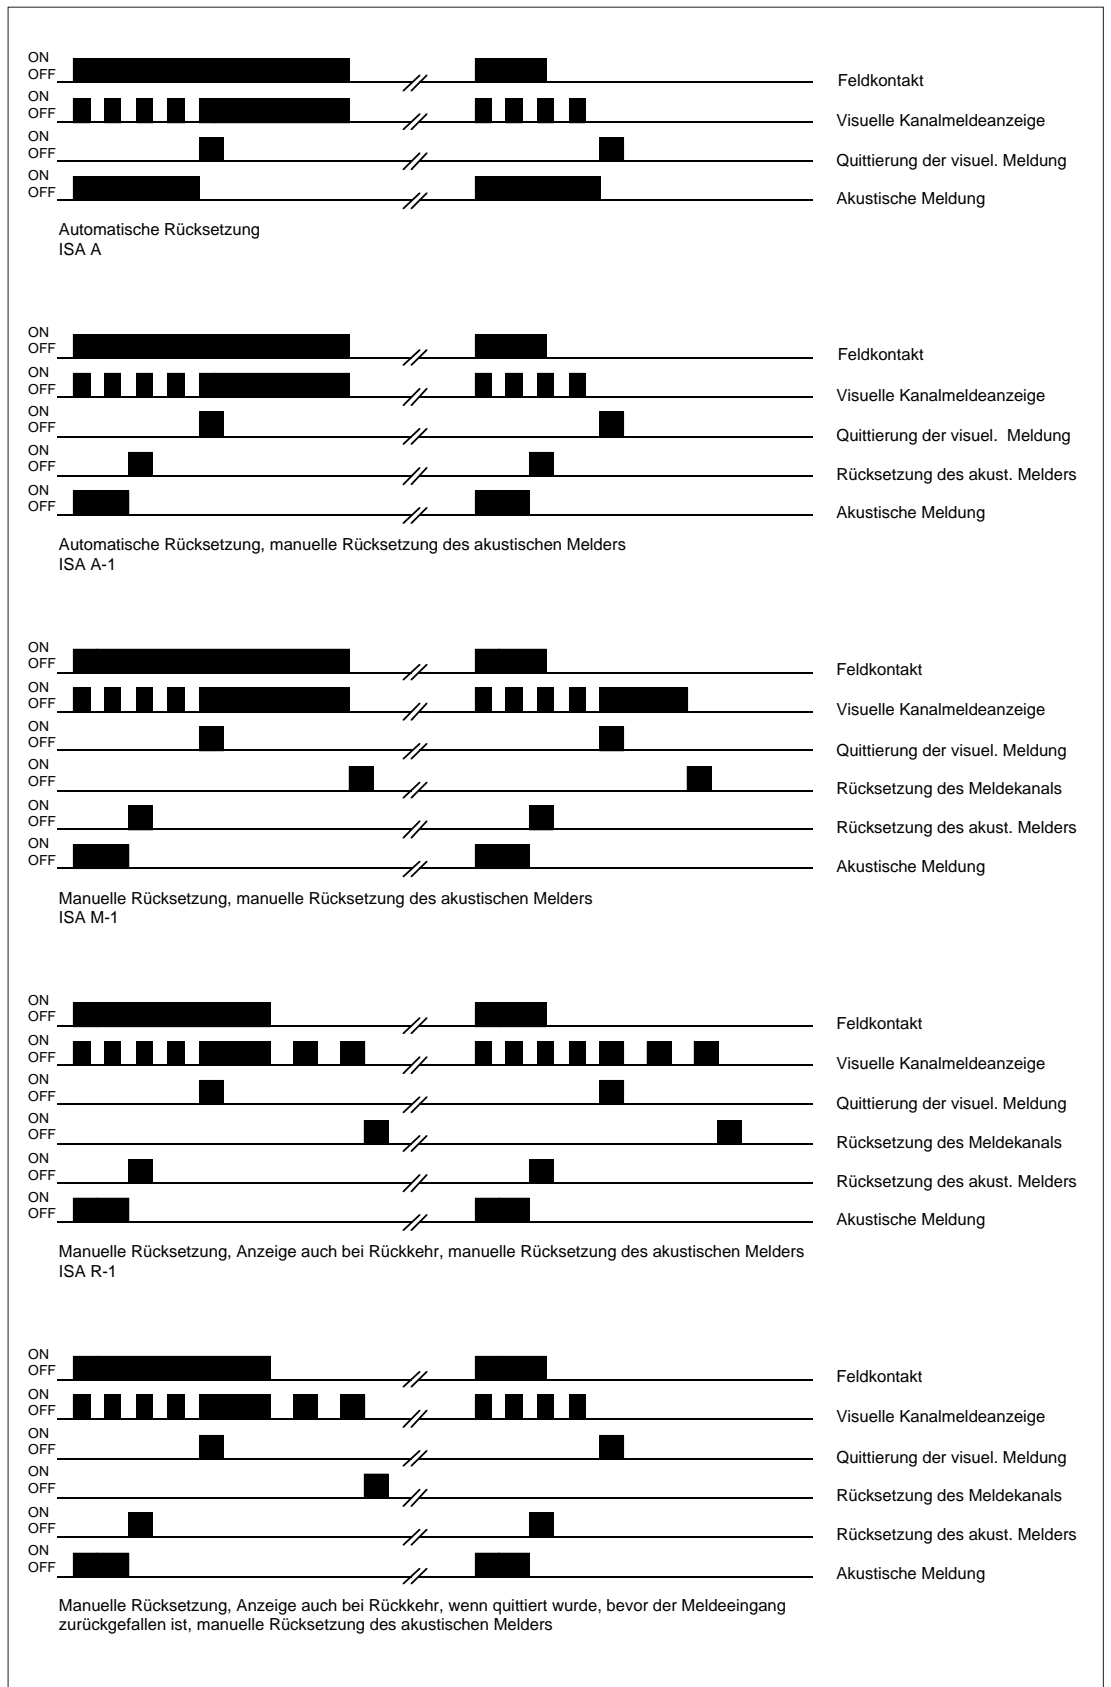 ON
OFF
Feldkontakt
ON
OFF
Visuelle Kanalmeldeanzeige
ON
OFF
Quittierung der visuel. Meldung
ON
OFF
Akustische Meldung
Automatische Rücksetzung
ISA A
ON
OFF
Feldkontakt
ON
OFF
Visuelle Kanalmeldeanzeige
ON
OFF
Quittierung der visuel. Meldung
ON
OFF
Rücksetzung des akust. Melders
ON
OFF
Akustische Meldung
Automatische Rücksetzung, manuelle Rücksetzung des akustischen Melders
ISA A-1
ON
OFF
Feldkontakt
ON
OFF
Visuelle Kanalmeldeanzeige
ON
OFF
Quittierung der visuel. Meldung
ON
OFF
Rücksetzung des Meldekanals
ON
OFF
Rücksetzung des akust. Melders
ON
OFF
Akustische Meldung
Manuelle Rücksetzung, manuelle Rücksetzung des akustischen Melders
ISA M-1
ON
OFF
Feldkontakt
ON
OFF
Visuelle Kanalmeldeanzeige
ON
OFF
Quittierung der visuel. Meldung
ON
OFF
Rücksetzung des Meldekanals
ON
OFF
Rücksetzung des akust. Melders
ON
OFF
Akustische Meldung
Manuelle Rücksetzung, Anzeige auch bei Rückkehr, manuelle Rücksetzung des akustischen Melders
ISA R-1
ON
OFF
Feldkontakt
ON
OFF
Visuelle Kanalmeldeanzeige
ON
OFF
Quittierung der visuel. Meldung
ON
OFF
Rücksetzung des Meldekanals
ON
OFF
Rücksetzung des akust. Melders
ON
OFF
Akustische Meldung
Manuelle Rücksetzung, Anzeige auch bei Rückkehr, wenn quittiert wurde, bevor der Meldeeingang
zurückgefallen ist, manuelle Rücksetzung des akustischen Melders